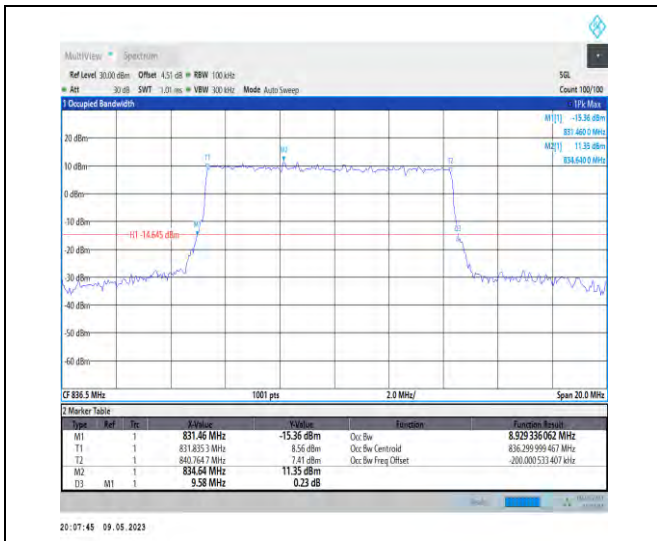 MultiView Spectrum
Ref Level 30.00 dBm Offset 4.51 dB RBW 100 kHz SGL
Att 30 dB SWT 1.01 ms VBW 300 kHz Mode Auto Sweep Count 100/100
1 Occupied Bandwidth 1Pk Max
M1[1] -15.36 dBm
831.460 0 MHz
M2[1] 11.35 dBm
834.640 0 MHz
20 dBm
M2
T1 T2
10 dBm
0 dBm
-10 dBm
M1 D3
H1 -14.645 dBm
-20 dBm
-30 dBm
-40 dBm
-50 dBm
-60 dBm
CF 836.5 MHz 1001 pts 2.0 MHz/ Span 20.0 MHz
2 Marker Table
Type Ref Trc X-Value Y-Value Function Function Result
M1 1 831.46 MHz -15.36 dBm Occ Bw 8.929 336 062 MHz
T1 1 831.835 3 MHz 8.56 dBm Occ Bw Centroid 836.299 999 467 MHz
T2 1 840.764 7 MHz 7.41 dBm Occ Bw Freq Offset -200.000 533 407 kHz
M2 1 834.64 MHz 11.35 dBm
D3 M1 1 9.58 MHz 0.23 dB
20:07:45 09.05.2023